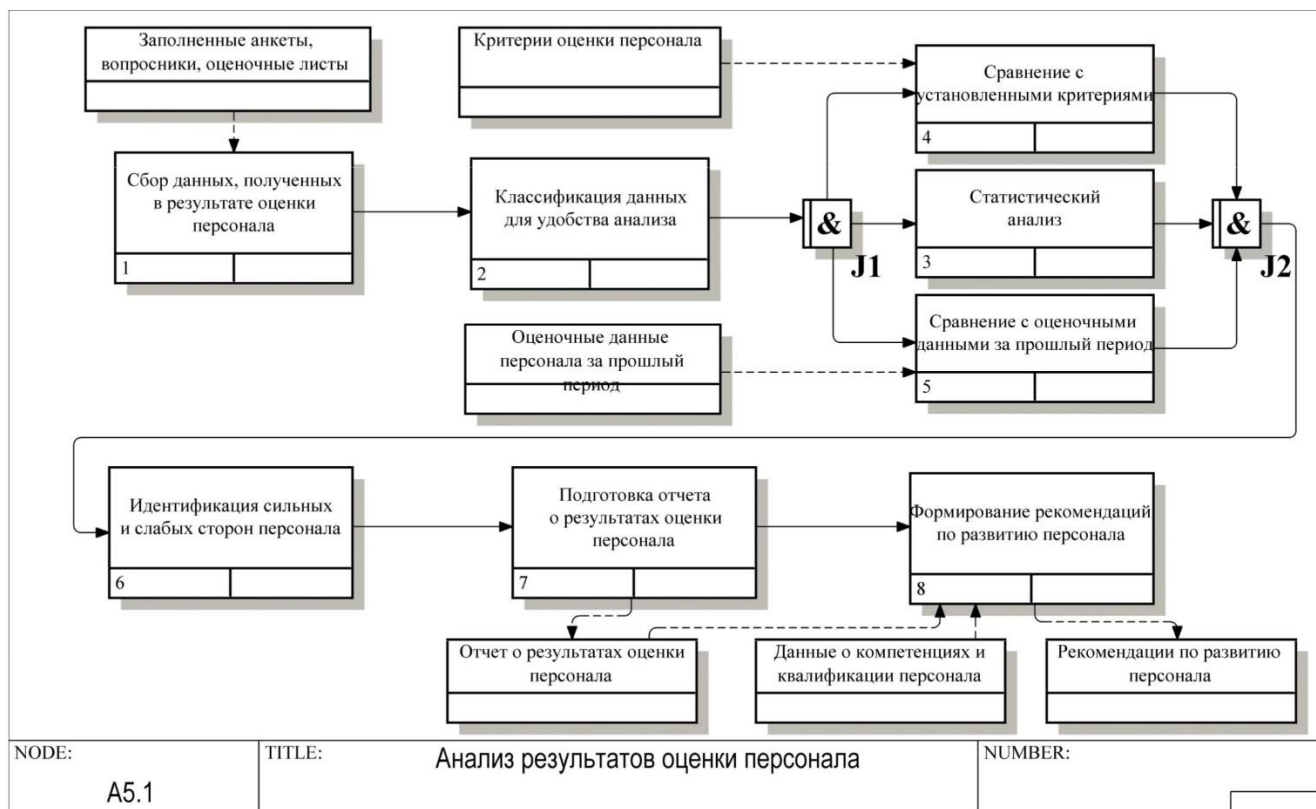 Заполненные анкеты,
вопросники, оценочные листы
Критерии оценки персонала
Сравнение с
установленными критериями
4
Сбор данных, полученных
в результате оценки
персонала
1
Классификация данных
для удобства анализа
2
&
J1
Статистический
анализ
3
&
J2
Оценочные данные
персонала за прошлый
период
Сравнение с оценочными
данными за прошлый период
5
Идентификация сильных
и слабых сторон персонала
6
Подготовка отчета
о результатах оценки
персонала
7
Формирование рекомендаций
по развитию персонала
8
Отчет о результатах оценки
персонала
Данные о компетенциях и
квалификации персонала
Рекомендации по развитию
персонала
NODE:
A5.1
TITLE:
Анализ результатов оценки персонала
NUMBER: